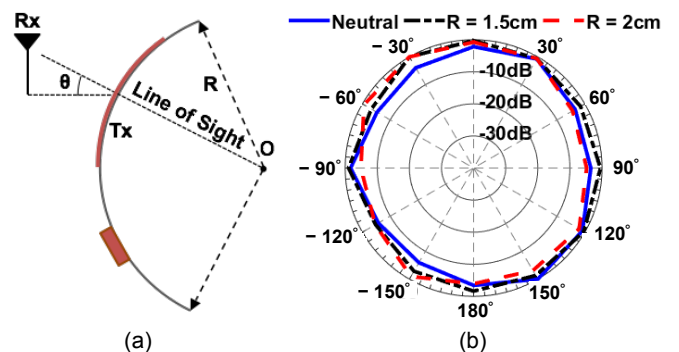 Rx
θ
Line of Sight
R
Tx
O
(a)
Neutral R = 1.5cm R = 2cm
− 30° 30°
-10dB
− 60° 60°
-20dB
-30dB
− 90° 90°
− 120° 120°
− 150° 150°
180°
(b)